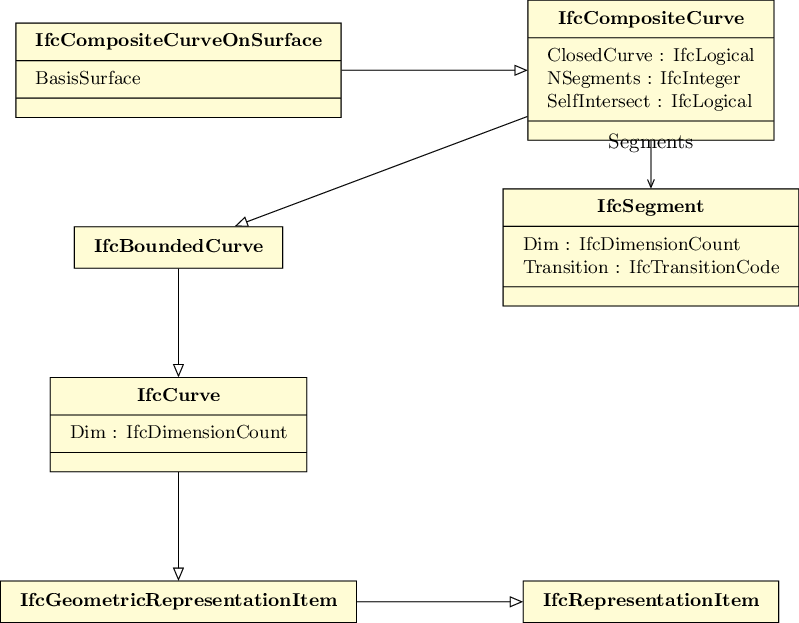 IfcCompositeCurveOnSurface
BasisSurface
IfcCompositeCurve
ClosedCurve : IfcLogical
NSegments : IfcInteger
SelfIntersect : IfcLogical
Segments
IfcSegment
Dim : IfcDimensionCount
Transition : IfcTransitionCode
IfcBoundedCurve
IfcCurve
Dim : IfcDimensionCount
IfcGeometricRepresentationItem
IfcRepresentationItem